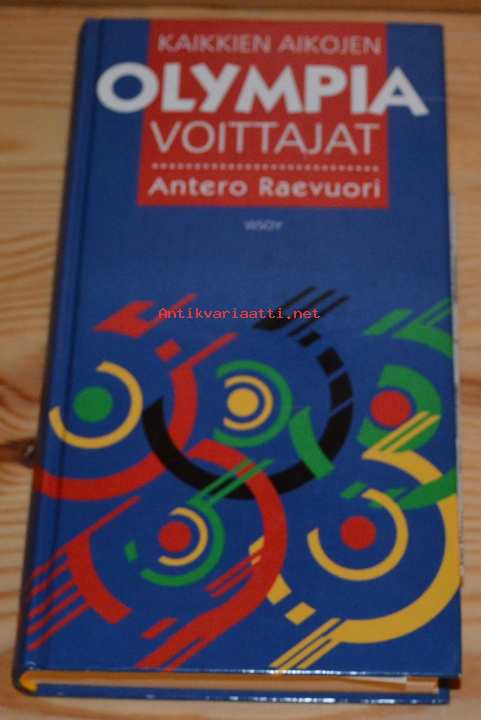 KAIKKIEN AIKOJEN
OLYMPIA
VOITTAJAT
Antero Raevuori
WSOY
Antikvariaatti.net